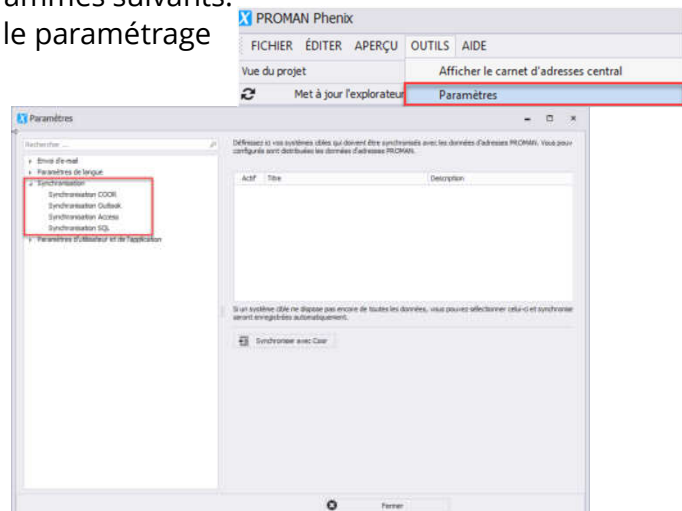 ammes suivants.
le paramétrage
PROMAN Phenix
FICHIER ÉDITER APERÇU OUTILS AIDE
Vue du projet
Afficher le carnet d'adresses central
Met à jour l'explorateur
Paramètres
Paramètres
Rechercher ...
Définissez ici vos systèmes cibles qui doivent être synchronisés avec les données d'adresses PROMAN. Vous pouv
configurés sont distribuées les données d'adresses PROMAN.
Envoi d'e-mail
Paramètres de langue
Synchronisation
Synchronisation COOR
Synchronisation Outlook
Synchronisation Access
Synchronisation SQL
Paramètres d'utilisateur et de l'application
Actif Titre Description
Si un système cible ne dispose pas encore de toutes les données, vous pouvez sélectionner celui-ci et synchroniser
seront enregistrées automatiquement.
Synchroniser avec Coor
Fermer